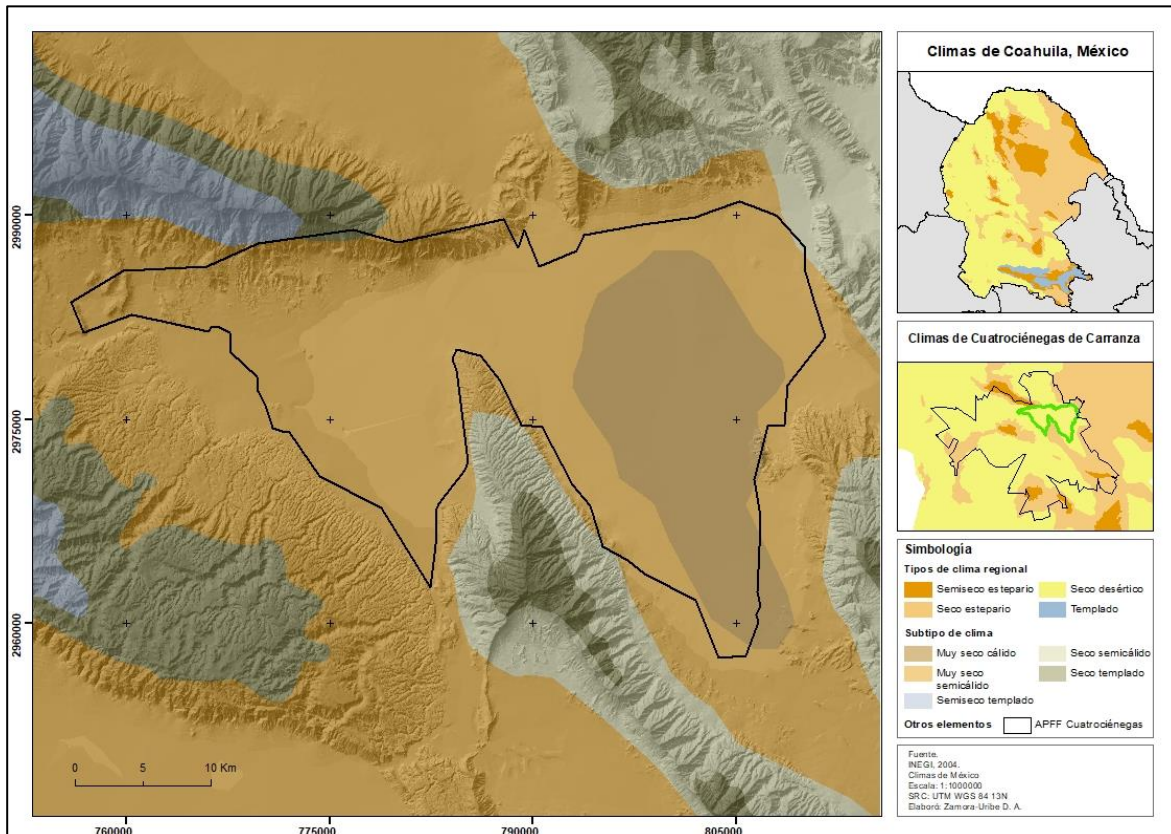 Climas de Coahuila, México
Climas de Cuatrociénegas de Carranza
Simbología
Tipos de clima regional
Semiseco estepario
Seco desértico
Seco estepario
Templado
Subtipo de clima
Muy seco cálido
Seco semicálido
Muy seco
semicálido
Seco templado
Semiseco templado
Otros elementos
APFF Cuatrociénegas
Fuente.
INEGI, 2004.
Climas de México
Escala: 1:1000000
SRC: UTM WGS 84 13N
Elaboró: Zamora-Uribe D. A.
2990000
2975000
2960000
0 5 10 Km
760000 775000 790000 805000